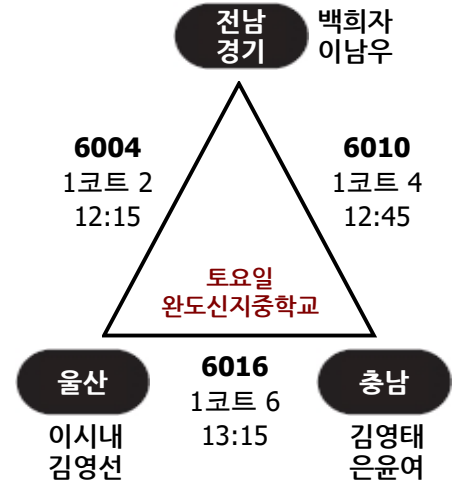 전남
경기
백희자
이남우
6004
1코트 2
12:15
6010
1코트 4
12:45
토요일
완도신지중학교
울산
이시내
김영선
6016
1코트 6
13:15
충남
김영태
은윤여